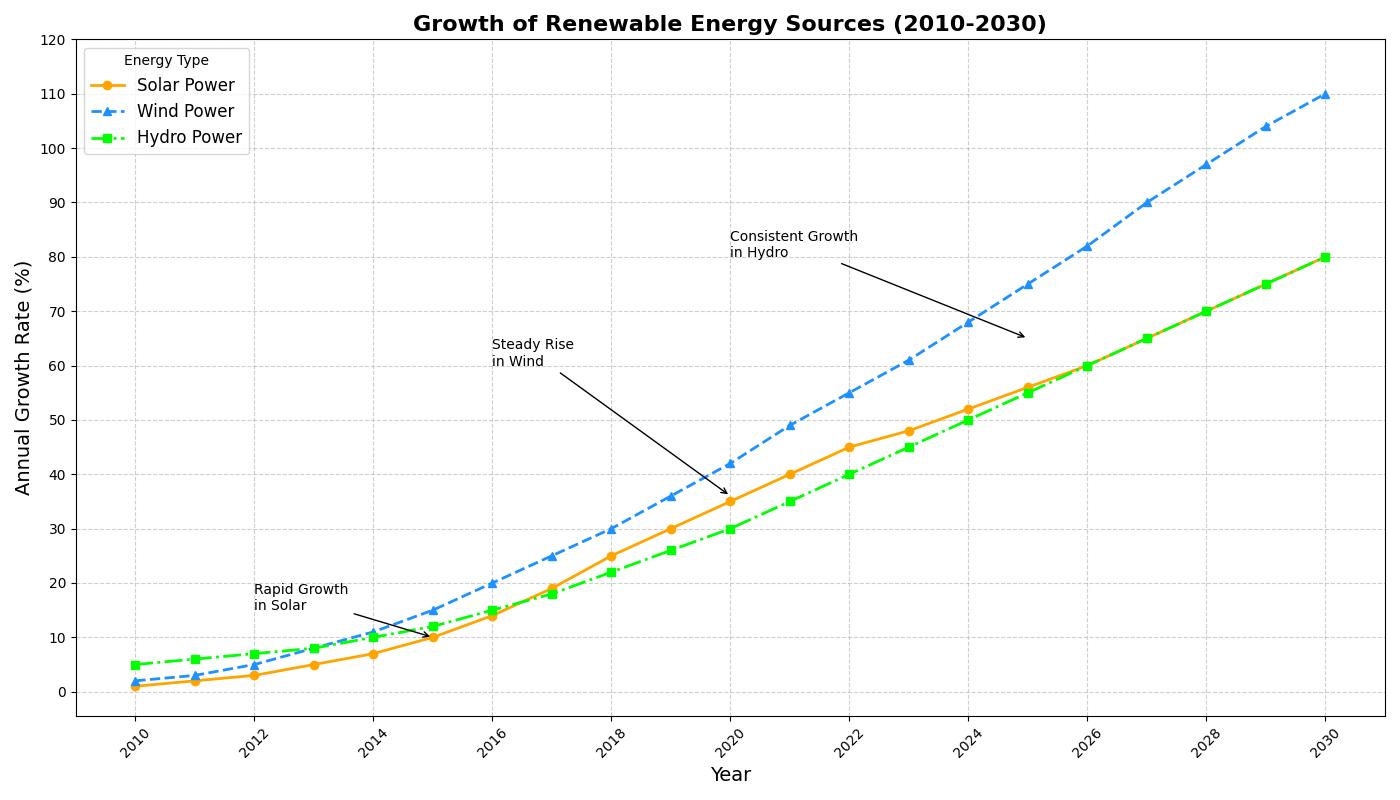 Growth of Renewable Energy Sources (2010-2030)
Energy Type
Solar Power
Wind Power
Hydro Power
Annual Growth Rate (%)
120
110
100
90
80
70
60
50
40
30
20
10
0
Consistent Growth
in Hydro
Steady Rise
in Wind
Rapid Growth
in Solar
2010
2012
2014
2016
2018
2020
2022
2024
2026
2028
2030
Year